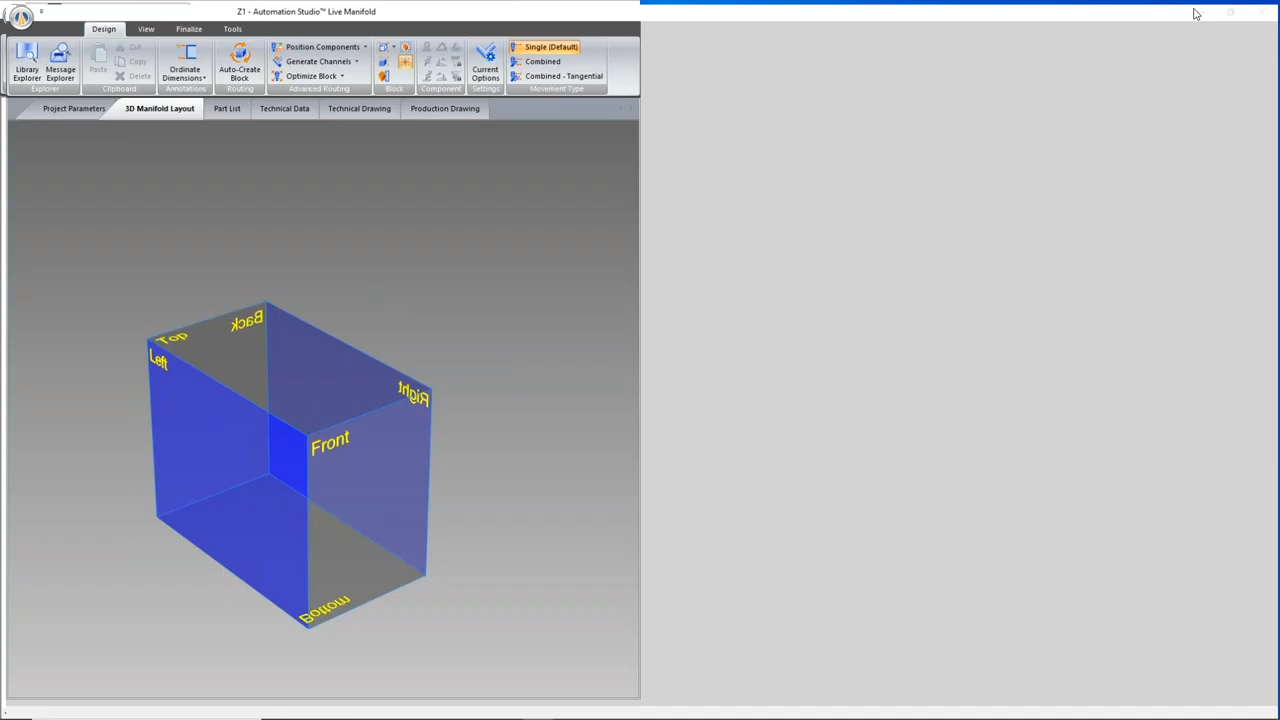 Z1 - Automation Studio™ Live Manifold
Design View Finalize Tools
Library Explorer
Message Explorer
Explorer
Paste
Cut
Copy
Delete
Clipboard
Ordinate Dimensions
Annotations
Auto-Create Block
Routing
Position Components
Generate Channels
Optimize Block
Advanced Routing
Block
Component
Current Options
Settings
Single (Default)
Combined
Combined - Tangential
Movement Type
Project Parameters 3D Manifold Layout Part List Technical Data Technical Drawing Production Drawing
Back
Top
Left
Right
Front
Bottom